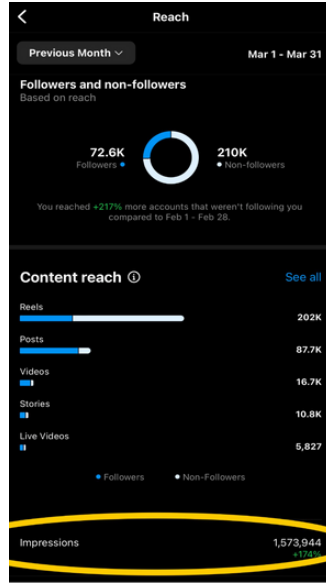 Reach
Previous Month
Mar 1 - Mar 31
Followers and non-followers
Based on reach
72.6K
Followers
210K
Non-followers
You reached +217% more accounts that weren't following you
compared to Feb 1 - Feb 28.
Content reach
See all
Reels
202K
Posts
87.7K
Videos
16.7K
Stories
10.8K
Live Videos
5,827
Followers
Non-Followers
Impressions
1,573,944
+174%